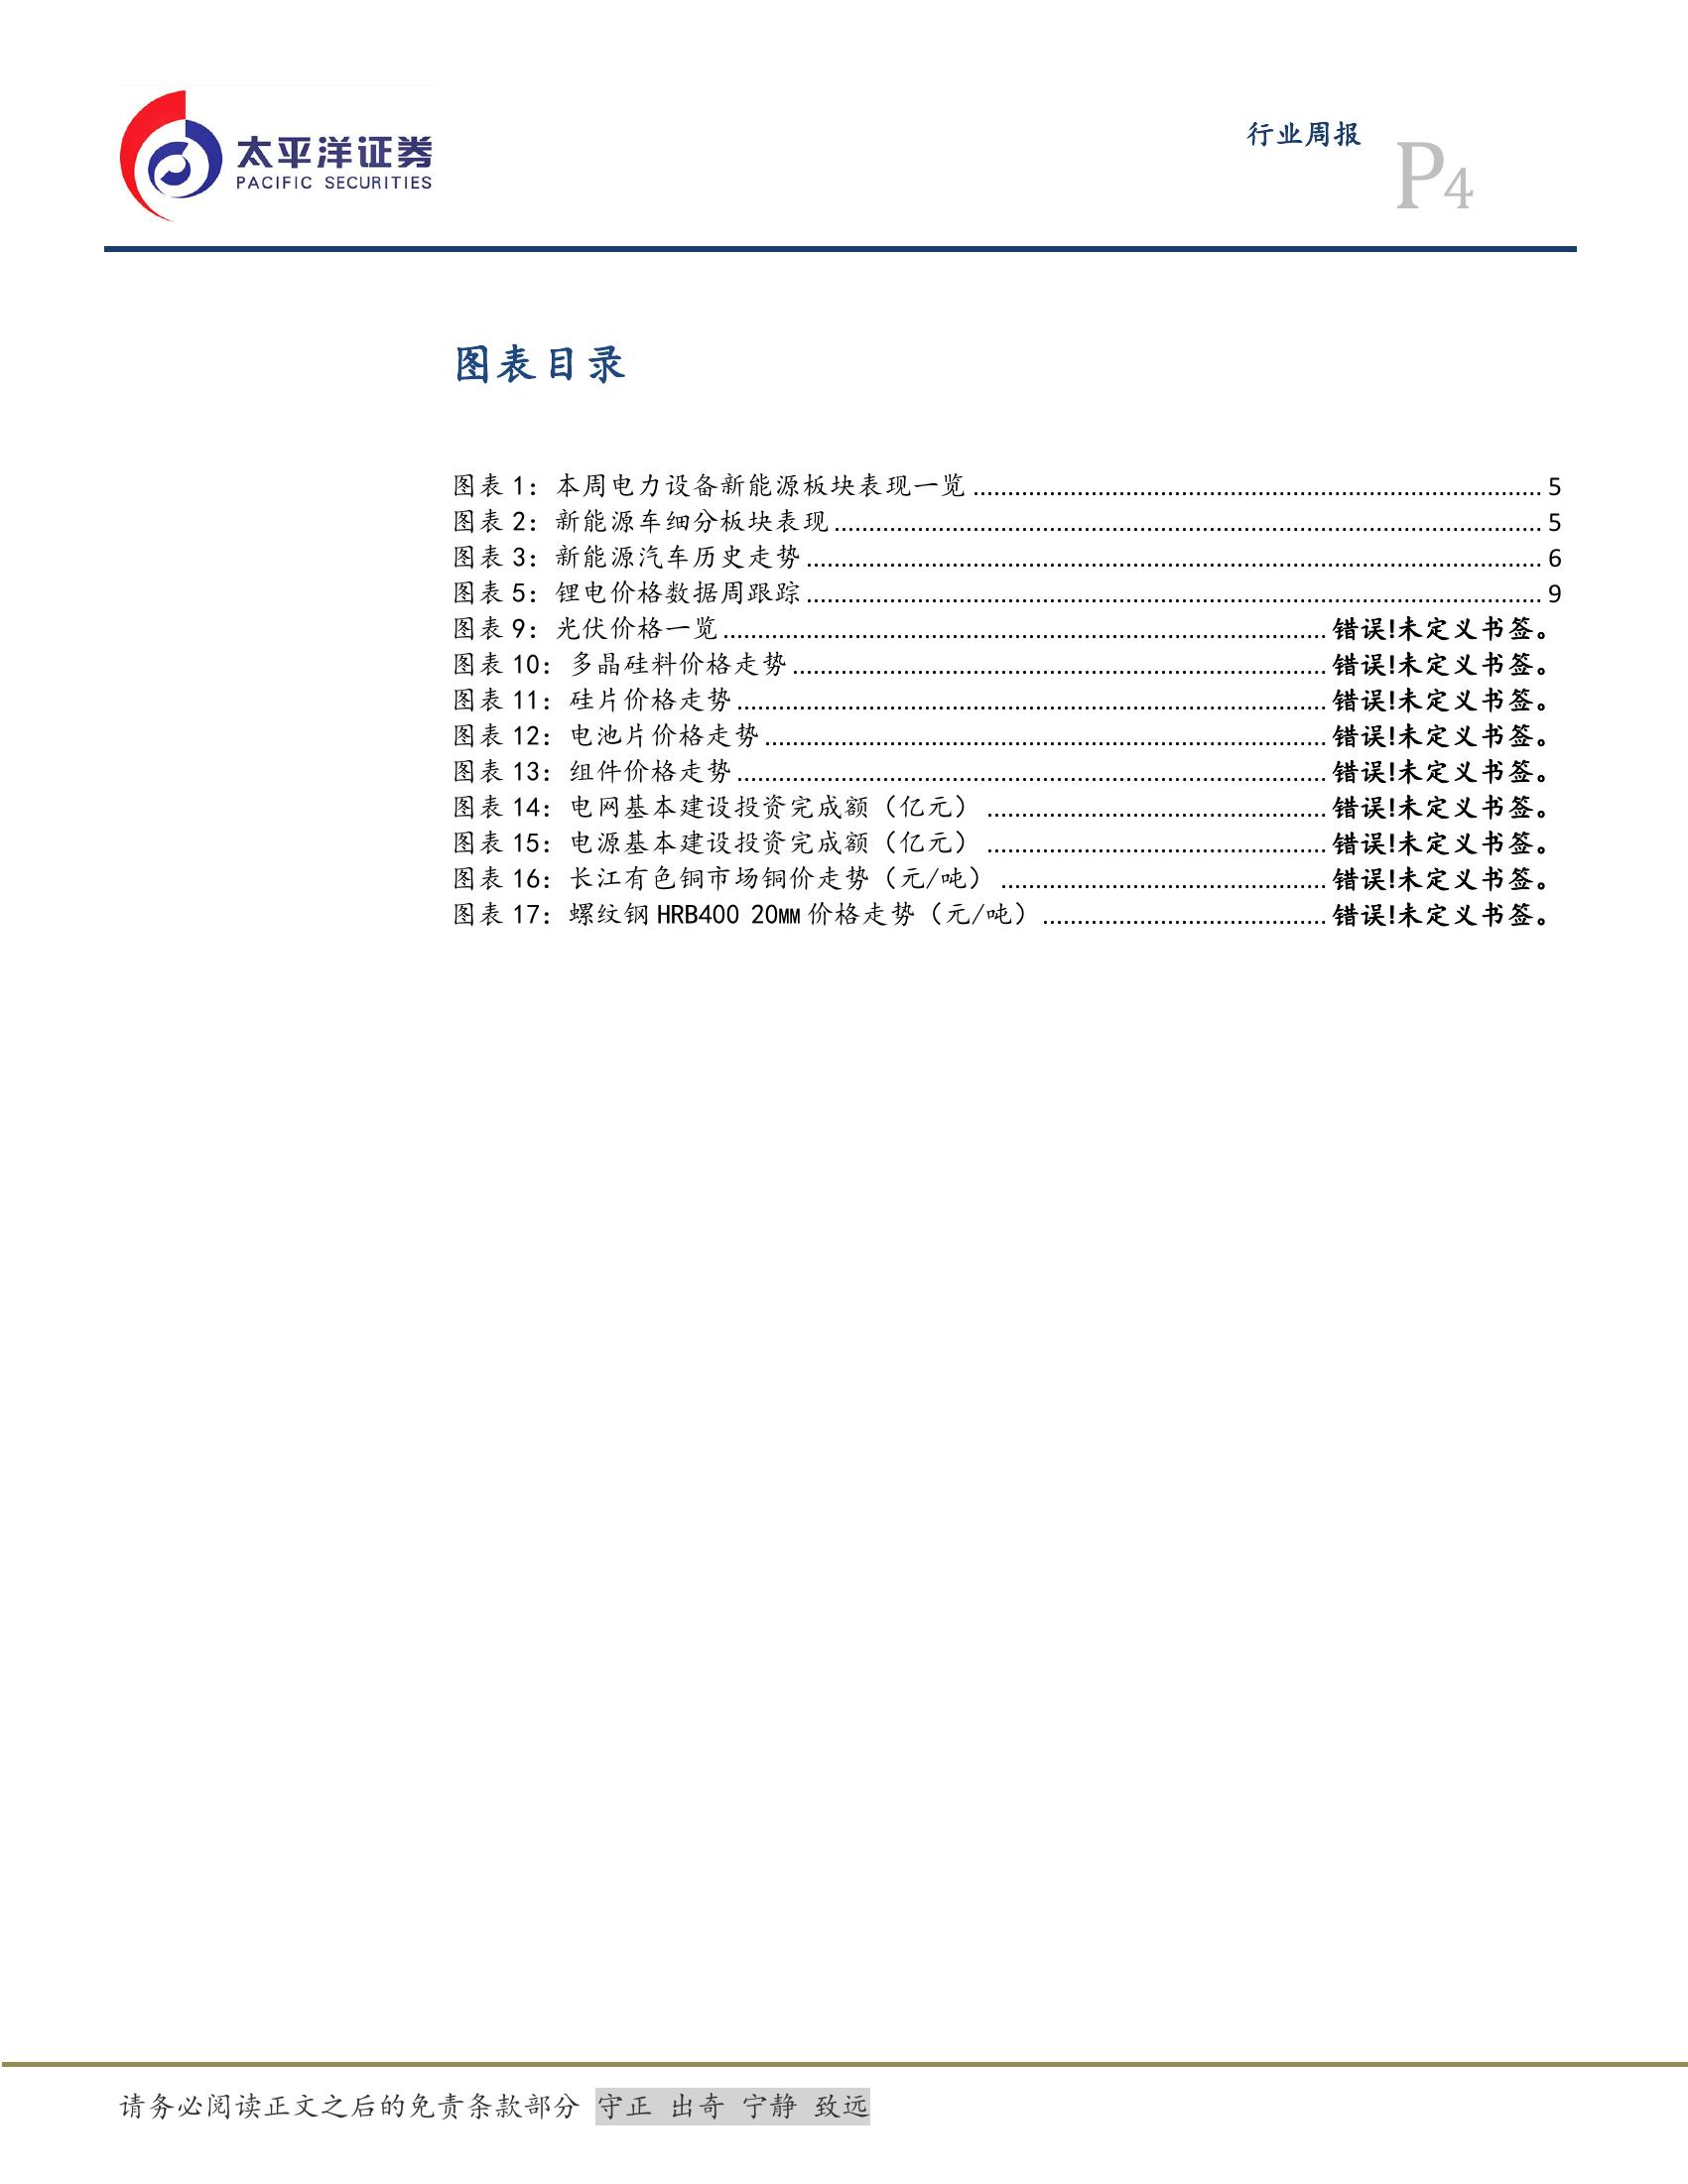 太平洋证券
PACIFIC SECURITIES
行业周报
P4
图表目录
图表 1：本周电力设备新能源板块表现一览 5
图表 2：新能源车细分板块表现 5
图表 3：新能源汽车历史走势 6
图表 5：锂电价格数据周跟踪 9
图表 9：光伏价格一览 错误!未定义书签。
图表 10：多晶硅料价格走势 错误!未定义书签。
图表 11：硅片价格走势 错误!未定义书签。
图表 12：电池片价格走势 错误!未定义书签。
图表 13：组件价格走势 错误!未定义书签。
图表 14：电网基本建设投资完成额（亿元） 错误!未定义书签。
图表 15：电源基本建设投资完成额（亿元） 错误!未定义书签。
图表 16：长江有色铜市场铜价走势（元/吨） 错误!未定义书签。
图表 17：螺纹钢 HRB400 20MM 价格走势（元/吨） 错误!未定义书签。
请务必阅读正文之后的免责条款部分 守正 出奇 宁静 致远